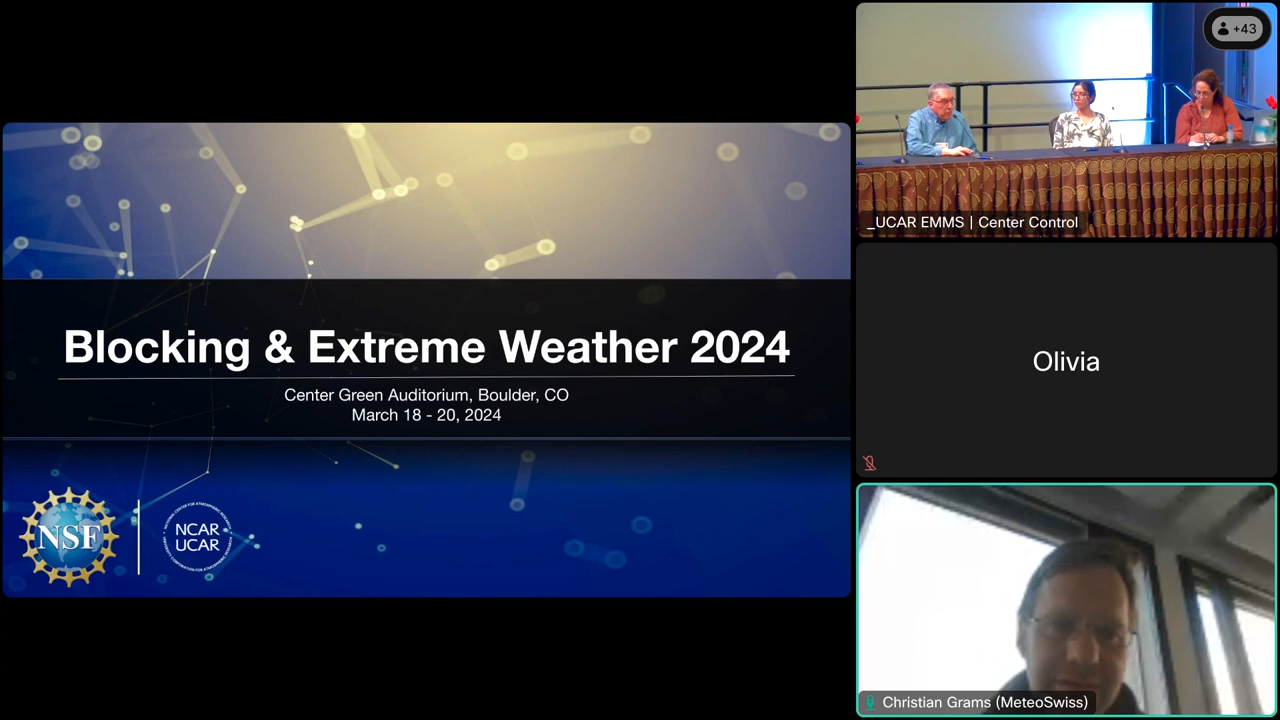 Blocking & Extreme Weather 2024
Center Green Auditorium, Boulder, CO
March 18 - 20, 2024
NSF
NCAR
UCAR
+43
_UCAR EMMS | Center Control
Olivia
Christian Grams (MeteoSwiss)